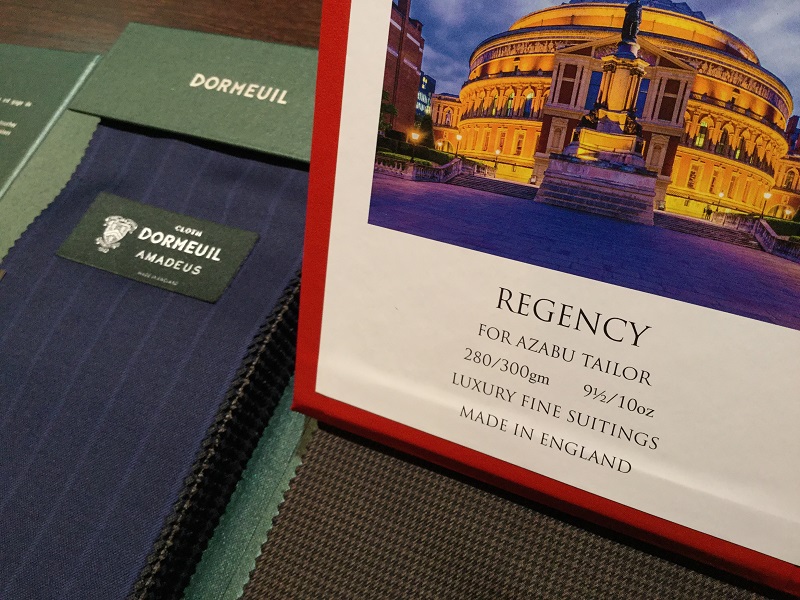 DORMEUIL
CLOTH
DORMEUIL
AMADEUS
MADE IN ENGLAND
REGENCY
FOR AZABU TAILOR
280/300gm 9½/10oz
LUXURY FINE SUITINGS
MADE IN ENGLAND